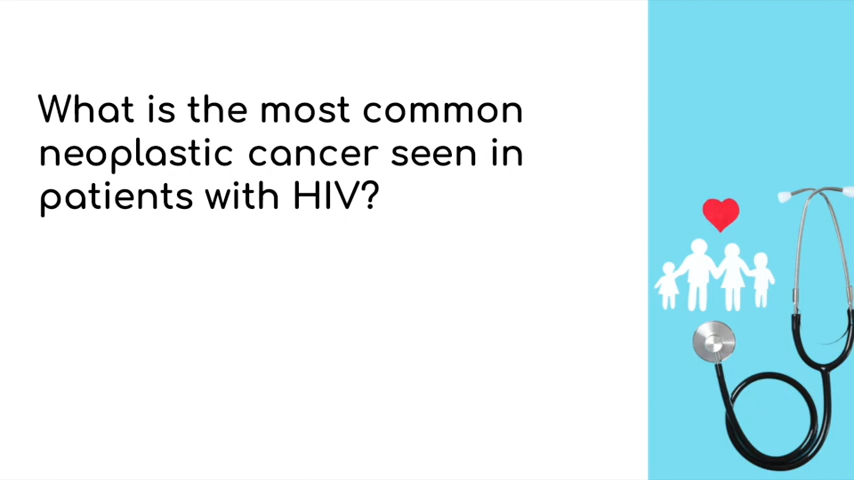 What is the most common
neoplastic cancer seen in
patients with HIV?